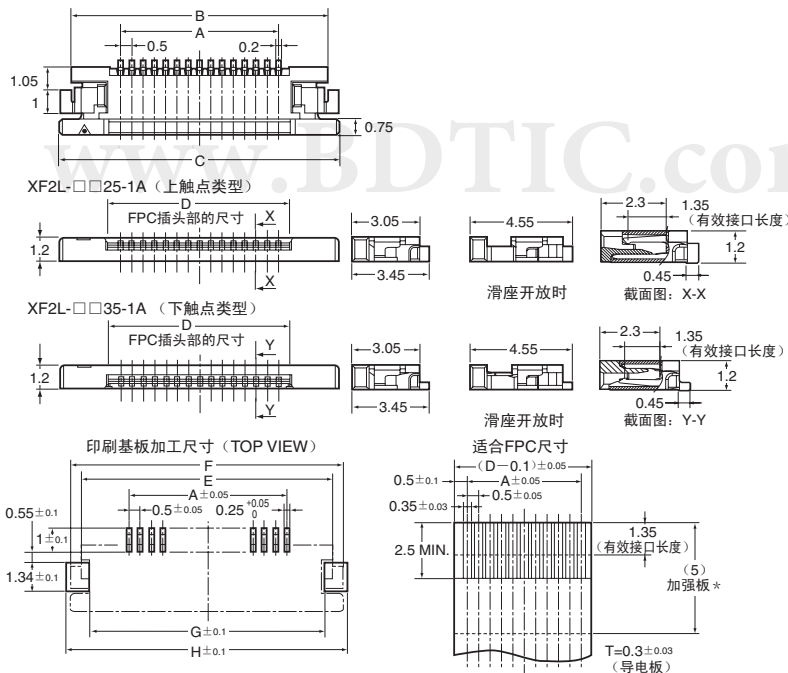 B
A
0.5
0.2
1.05
1
0.75
C
www.BDTIC.co
XF2L-□□25-1A（上触点类型）
D
FPC插头部的尺寸
X
X
1.2
3.05
3.45
4.55
滑座开放时
2.3
1.35
（有效接口长度）
1.2
0.45
截面图：X-X
XF2L-□□35-1A （下触点类型）
D
FPC插头部的尺寸
Y
Y
1.2
3.05
3.45
4.55
滑座开放时
2.3
1.35
（有效接口长度）
1.2
0.45
截面图：Y-Y
印刷基板加工尺寸（TOP VIEW）
F
E
A±0.05
0.5±0.05
0.25 +0.05 0
0.55±0.1
1±0.1
1.34±0.1
G±0.1
H±0.1
适合FPC尺寸
(D－0.1)±0.05
0.5±0.1
A±0.05
0.5±0.05
0.35±0.03
2.5 MIN.
1.35
（有效接口长度）
（5）
加强板＊
T=0.3±0.03
（导电板）